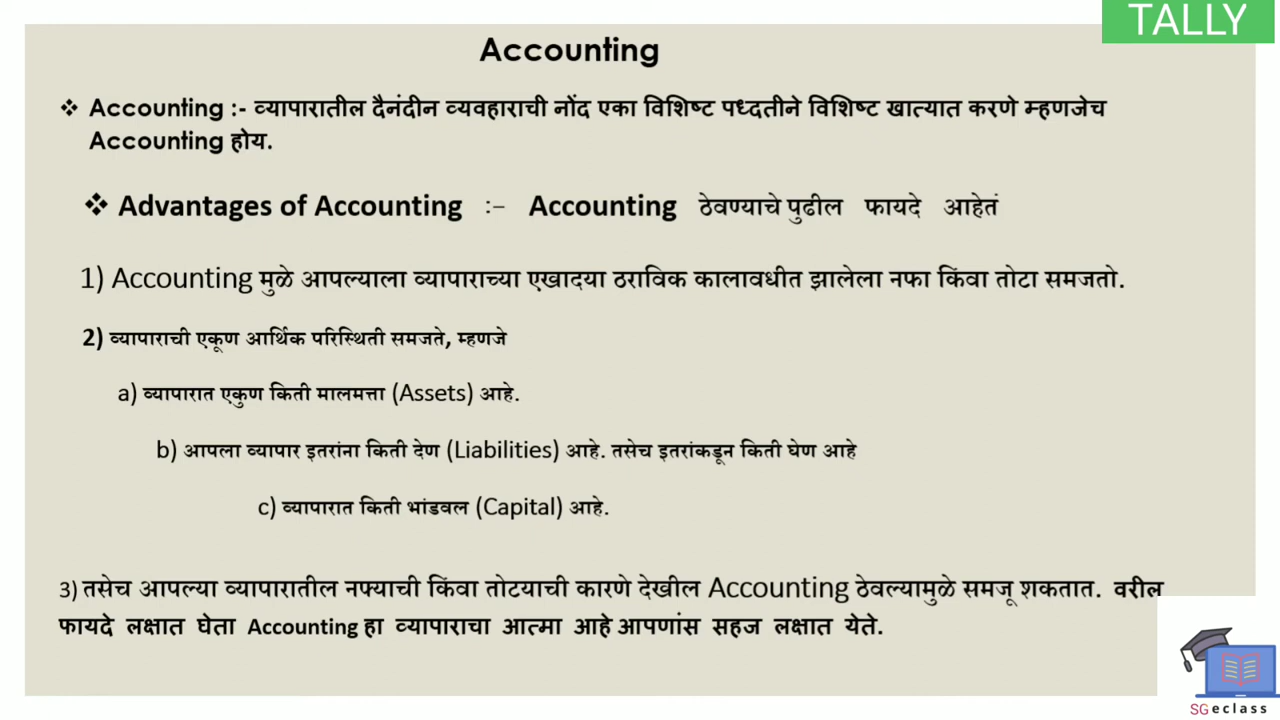 TALLY
Accounting
❖ Accounting :- व्यापारातील दैनंदीन व्यवहाराची नोंद एका विशिष्ट पध्दतीने विशिष्ट खात्यात करणे म्हणजेच
Accounting होय.
❖ Advantages of Accounting :- Accounting ठेवण्याचे पुढील फायदे आहेतं
1) Accounting मुळे आपल्याला व्यापाराच्या एखादया ठराविक कालावधीत झालेला नफा किंवा तोटा समजतो.
2) व्यापाराची एकूण आर्थिक परिस्थिती समजते, म्हणजे
a) व्यापारात एकुण किती मालमत्ता (Assets) आहे.
b) आपला व्यापार इतरांना किती देण (Liabilities) आहे. तसेच इतरांकडून किती घेण आहे
c) व्यापारात किती भांडवल (Capital) आहे.
3) तसेच आपल्या व्यापारातील नफ्याची किंवा तोटयाची कारणे देखील Accounting ठेवल्यामुळे समजू शकतात. वरील
फायदे लक्षात घेता Accounting हा व्यापाराचा आत्मा आहे आपणांस सहज लक्षात येते.
SG eclass